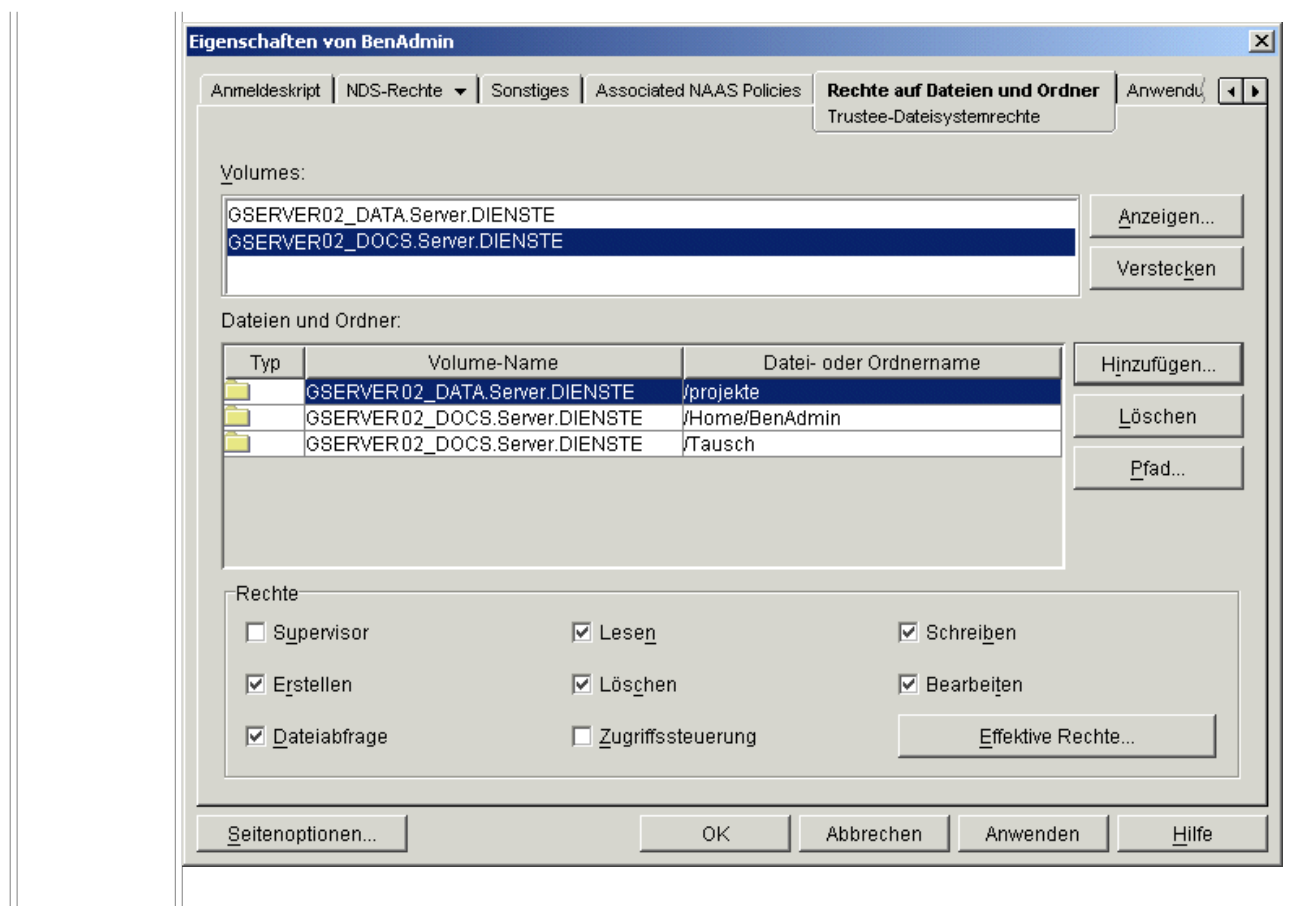 Eigenschaften von BenAdmin
Anmeldeskript NDS-Rechte Sonstiges Associated NAAS Policies Rechte auf Dateien und Ordner Anwendu
Trustee-Dateisystemrechte
Volumes:
GSERVER02_DATA.Server.DIENSTE
Anzeigen...
GSERVER02_DOCS.Server.DIENSTE
Verstecken
Dateien und Ordner:
Typ Volume-Name Datei- oder Ordnername
Hinzufügen...
GSERVER02_DATA.Server.DIENSTE /projekte
GSERVER02_DOCS.Server.DIENSTE /Home/BenAdmin
Löschen
GSERVER02_DOCS.Server.DIENSTE /Tausch
Pfad...
Rechte
Supervisor Lesen Schreiben
Erstellen Löschen Bearbeiten
Dateiabfrage Zugriffssteuerung Effektive Rechte...
Seitenoptionen... OK Abbrechen Anwenden Hilfe